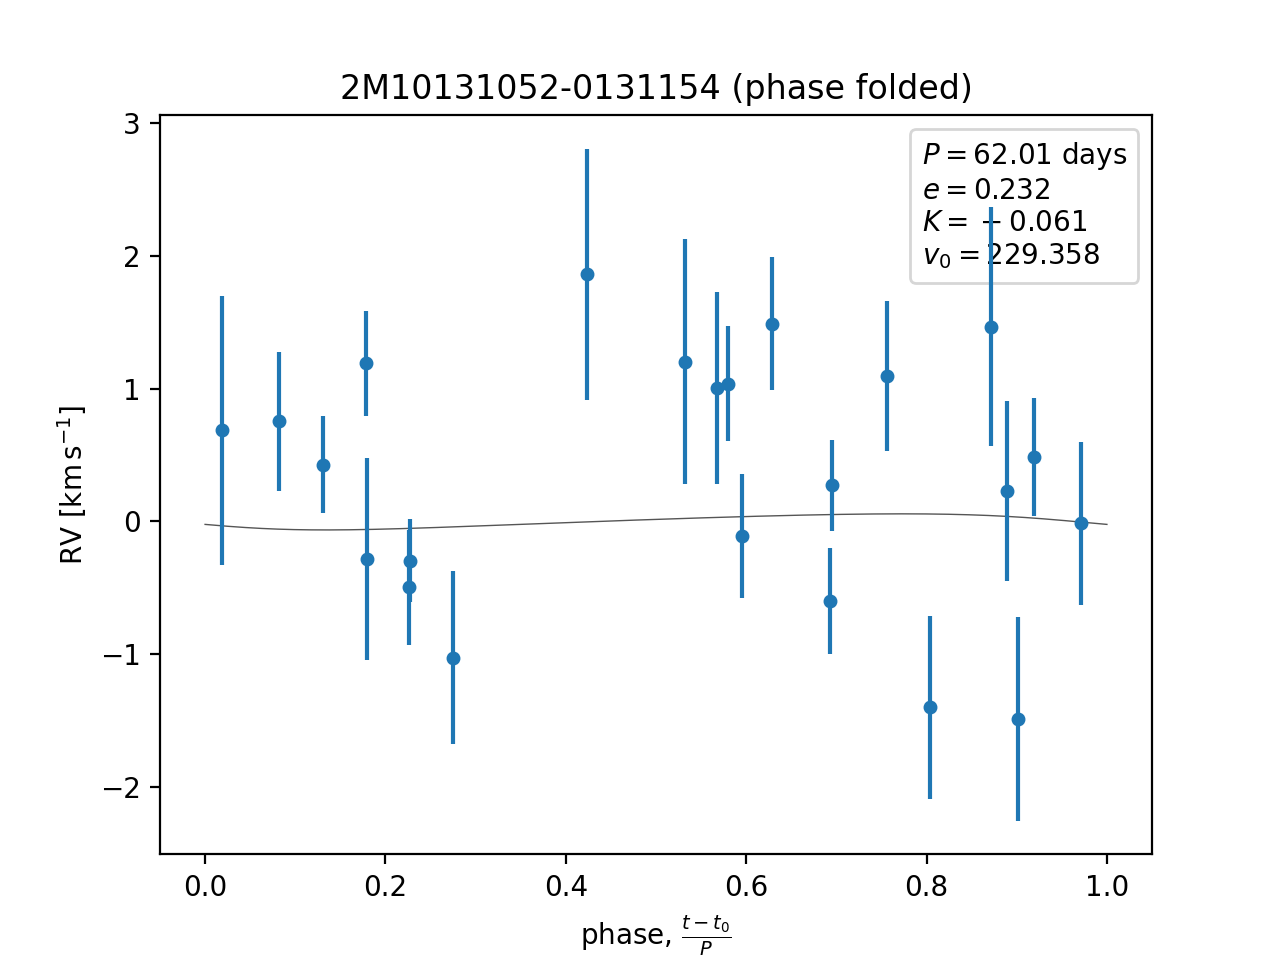 2M10131052-0131154 (phase folded)
P = 62.01 days
e = 0.232
K = −0.061
v₀ = 229.358
3
2
1
0
−1
−2
RV [km s⁻¹]
0.0 0.2 0.4 0.6 0.8 1.0
phase, (t − t₀)/P